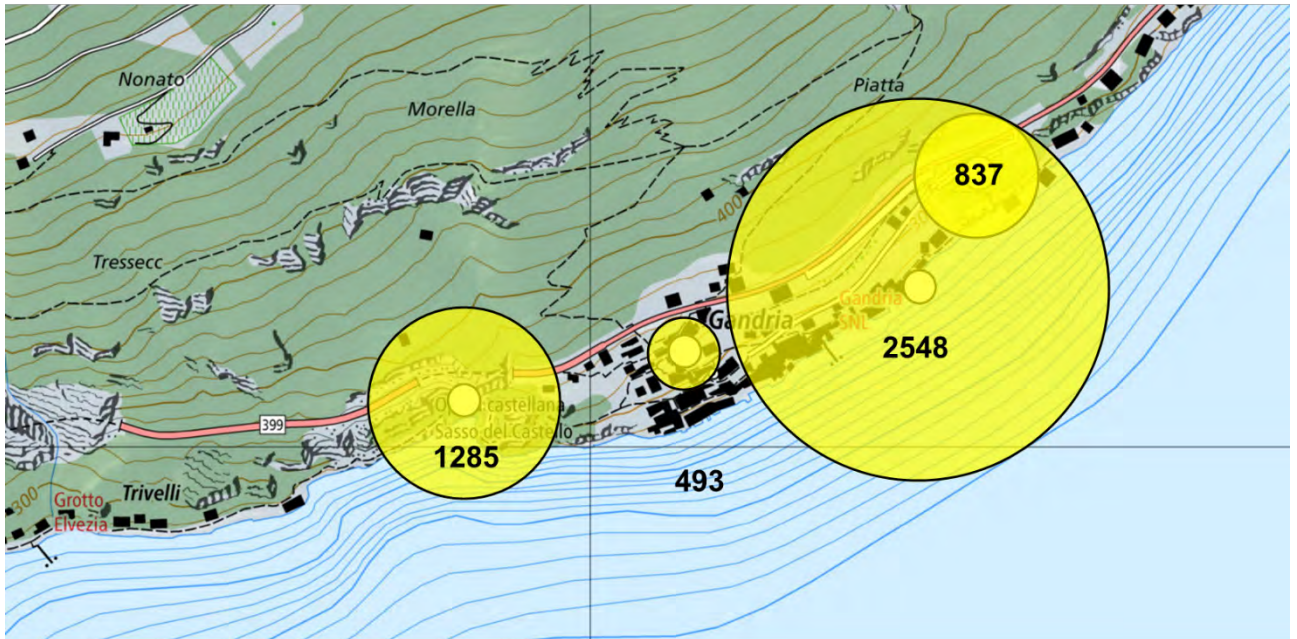 Nonato
Morella
Piatta
837
400
Tressecc
Gandria
Gandria
SNL
2548
399
castellana
Sasso del Castello
1285
493
300
Trivelli
Grotto
Elvezia